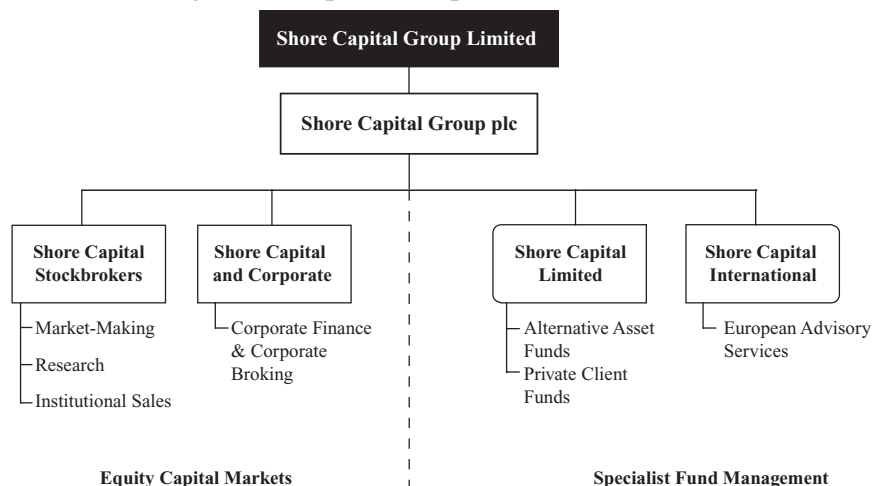 Shore Capital Group Limited
Shore Capital Group plc
Shore Capital
Stockbrokers
Market-Making
Research
Institutional Sales
Shore Capital
and Corporate
Corporate Finance
& Corporate
Broking
Shore Capital
Limited
Alternative Asset
Funds
Private Client
Funds
Shore Capital
International
European Advisory
Services
Equity Capital Markets
Specialist Fund Management